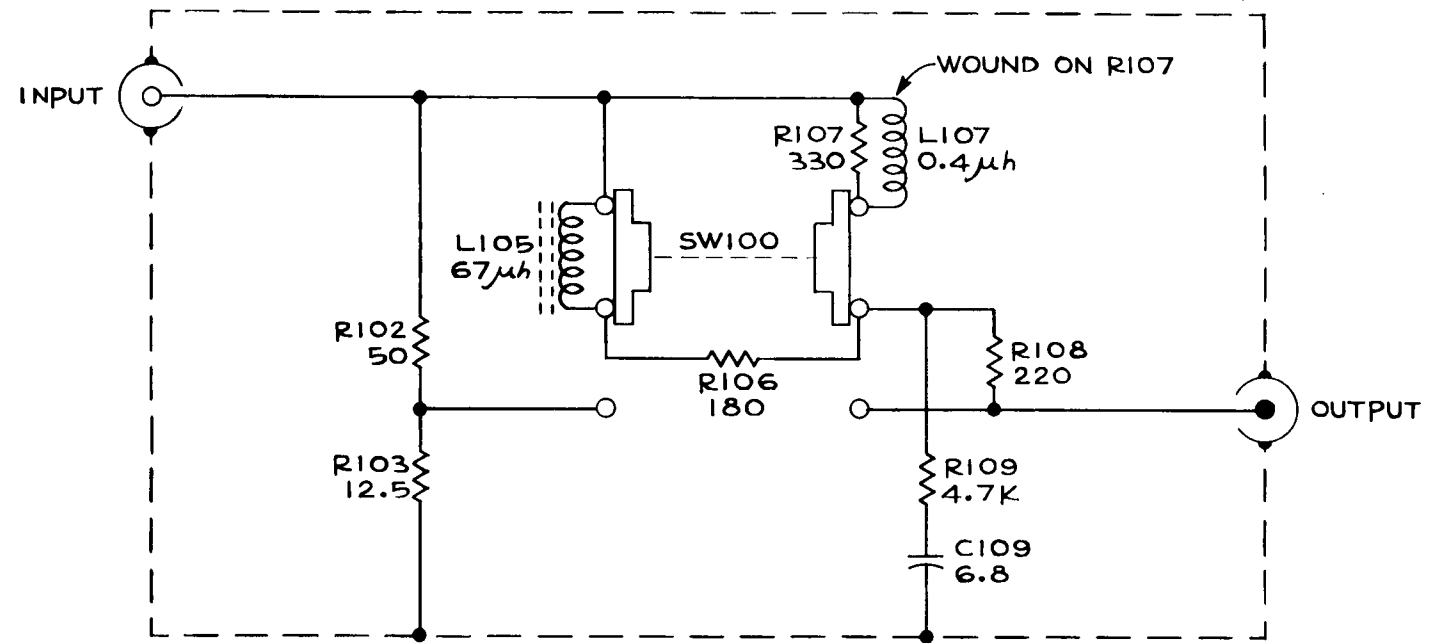 WOUND ON R107
INPUT
R107
330
L107
0.4μh
L105
67μh
SW100
R102
50
R106
180
R108
220
OUTPUT
R103
12.5
R109
4.7K
C109
6.8